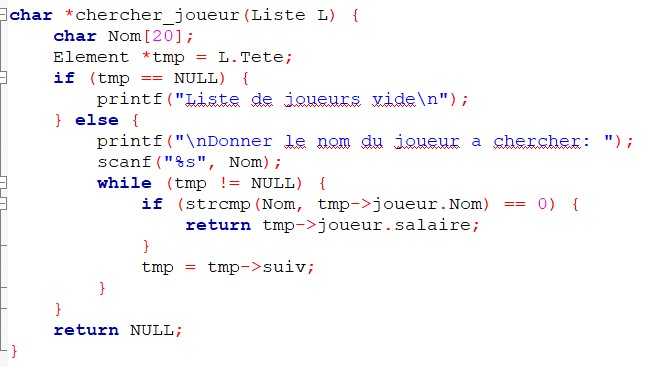 char *chercher_joueur(Liste L) {
    char Nom[20];
    Element *tmp = L.Tete;
    if (tmp == NULL) {
        printf("Liste de joueurs vide\n");
    } else {
        printf("\nDonner le nom du joueur a chercher: ");
        scanf("%s", Nom);
        while (tmp != NULL) {
            if (strcmp(Nom, tmp->joueur.Nom) == 0) {
                return tmp->joueur.salaire;
            }
            tmp = tmp->suiv;
        }
    }
    return NULL;
}